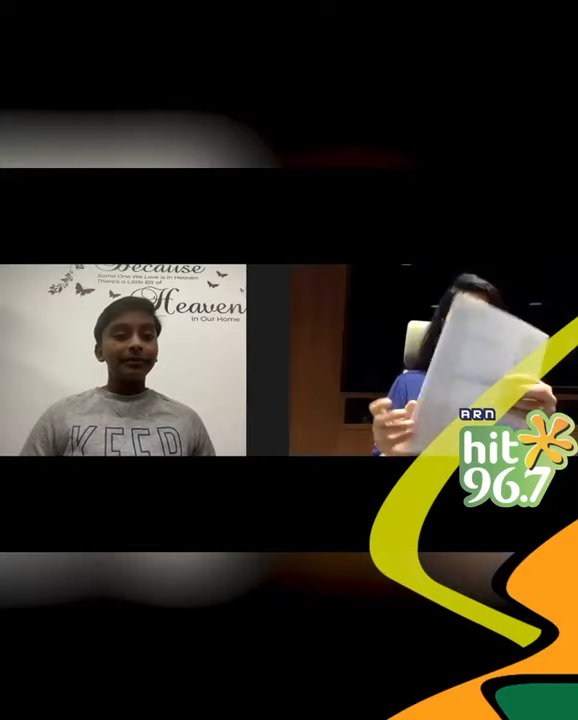 Because
Some One We Love is in Heaven
There's a Little Bit of
Heaven
In Our Home
KEEP
ARN
hit
96.7